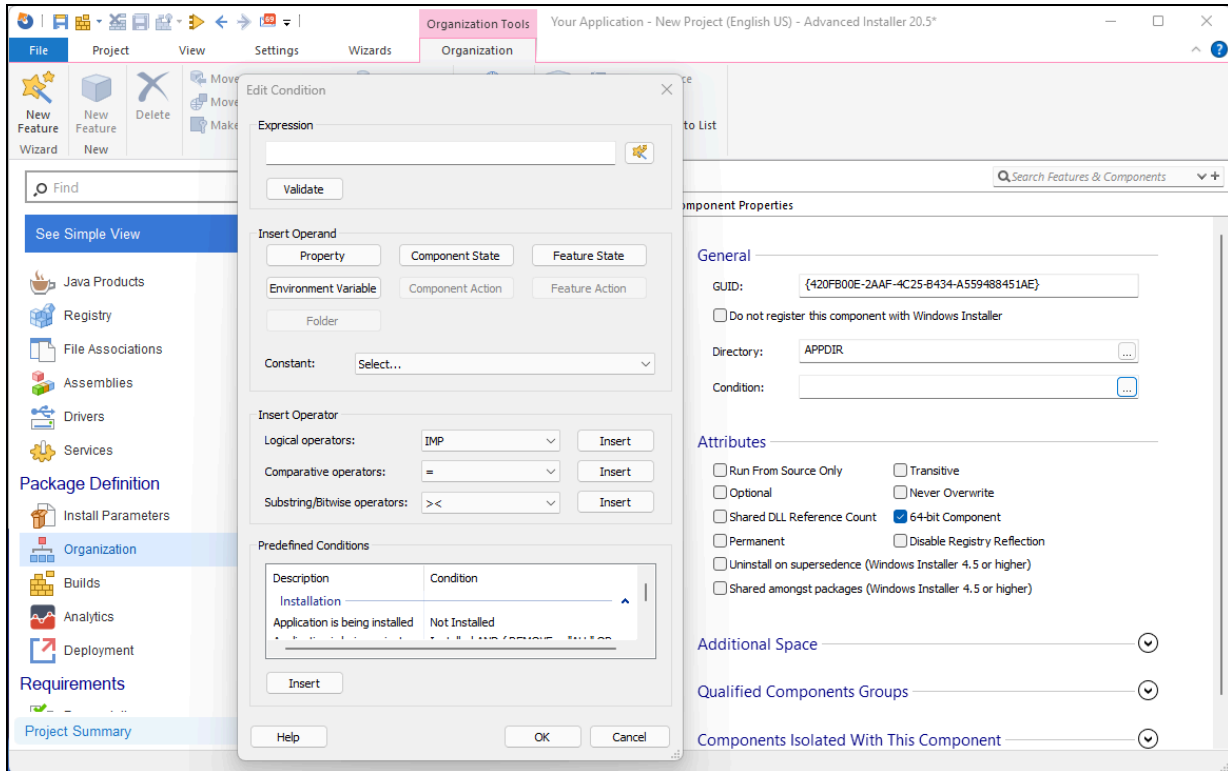 69
Organization Tools
Your Application - New Project (English US) - Advanced Installer 20.5*
File
Project
View
Settings
Wizards
Organization
New Feature
New Feature
Delete
Move
Move
Make
to List
Wizard
New
Find
See Simple View
Java Products
Registry
File Associations
Assemblies
Drivers
Services
Package Definition
Install Parameters
Organization
Builds
Analytics
Deployment
Requirements
Project Summary
Edit Condition
Expression
Validate
Insert Operand
Property
Component State
Feature State
Environment Variable
Component Action
Feature Action
Folder
Constant:
Select...
Insert Operator
Logical operators:
IMP
Insert
Comparative operators:
=
Insert
Substring/Bitwise operators:
><
Insert
Predefined Conditions
Description
Condition
Installation
Application is being installed
Not Installed
Insert
Help
OK
Cancel
Search Features & Components
omponent Properties
General
GUID:
{420FB00E-2AAF-4C25-B434-A559488451AE}
Do not register this component with Windows Installer
Directory:
APPDIR
...
Condition:
...
Attributes
Run From Source Only
Transitive
Optional
Never Overwrite
Shared DLL Reference Count
64-bit Component
Permanent
Disable Registry Reflection
Uninstall on supersedence (Windows Installer 4.5 or higher)
Shared amongst packages (Windows Installer 4.5 or higher)
Additional Space
Qualified Components Groups
Components Isolated With This Component